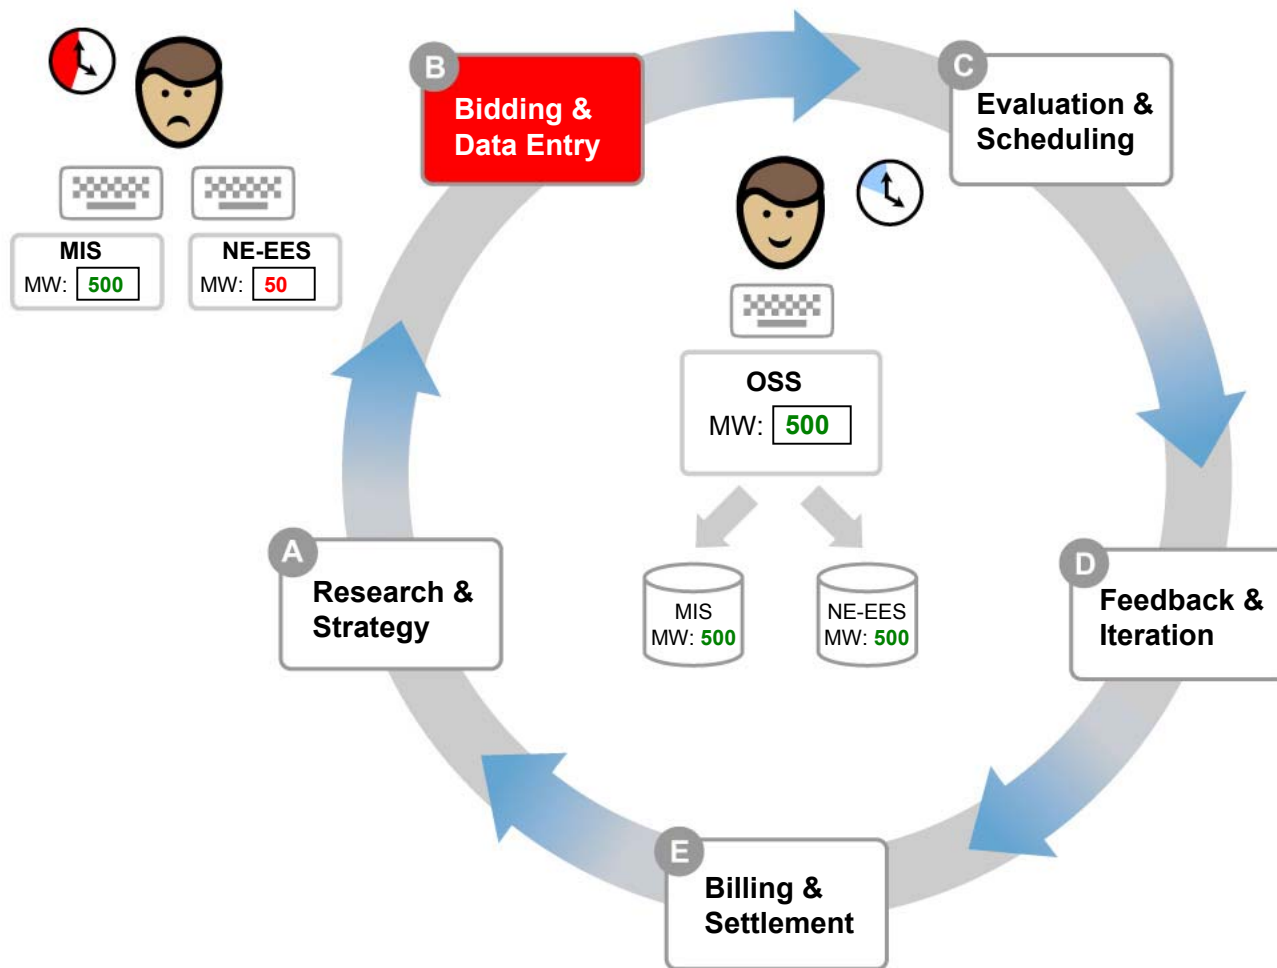 B
Bidding &
Data Entry
C
Evaluation &
Scheduling
MIS
MW: 500
NE-EES
MW: 50
OSS
MW: 500
A
Research &
Strategy
MIS
MW: 500
NE-EES
MW: 500
D
Feedback &
Iteration
E
Billing &
Settlement